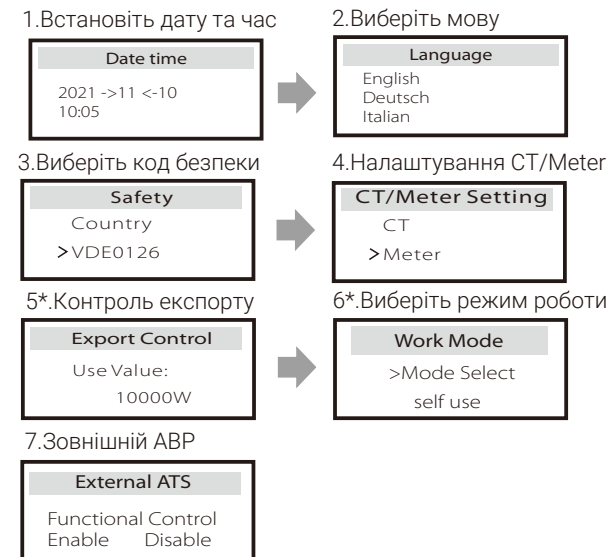 1.Встановіть дату та час
Date time
2021 ->11 <-10
10:05
2.Виберіть мову
Language
English
Deutsch
Italian
3.Виберіть код безпеки
Safety
Country
>VDE0126
4.Налаштування CT/Meter
CT/Meter Setting
CT
>Meter
5*.Контроль експорту
Export Control
Use Value:
10000W
6*.Виберіть режим роботи
Work Mode
>Mode Select
self use
7.Зовнішній АВР
External ATS
Functional Control
Enable Disable